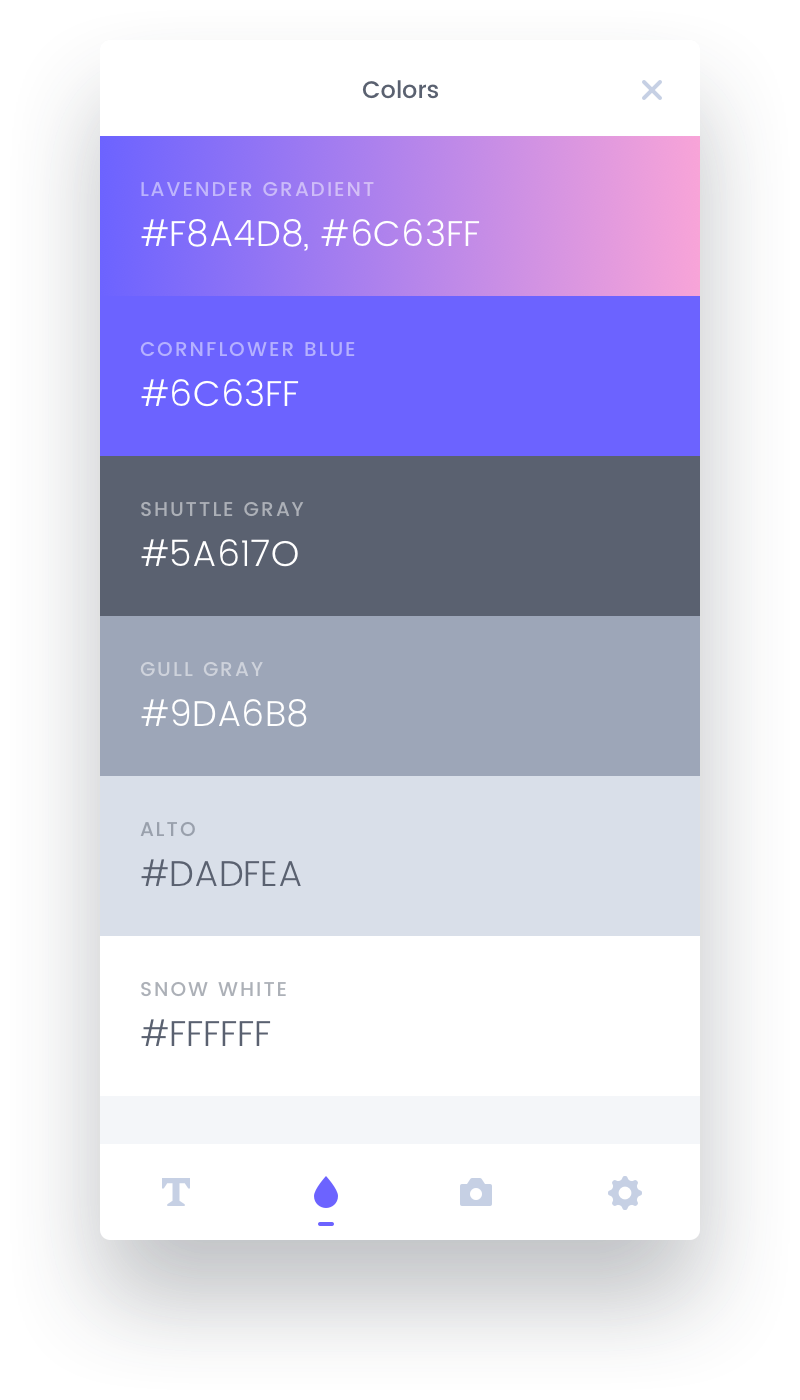 Colors
LAVENDER GRADIENT
#F8A4D8, #6C63FF
CORNFLOWER BLUE
#6C63FF
SHUTTLE GRAY
#5A6170
GULL GRAY
#9DA6B8
ALTO
#DADFEA
SNOW WHITE
#FFFFFF